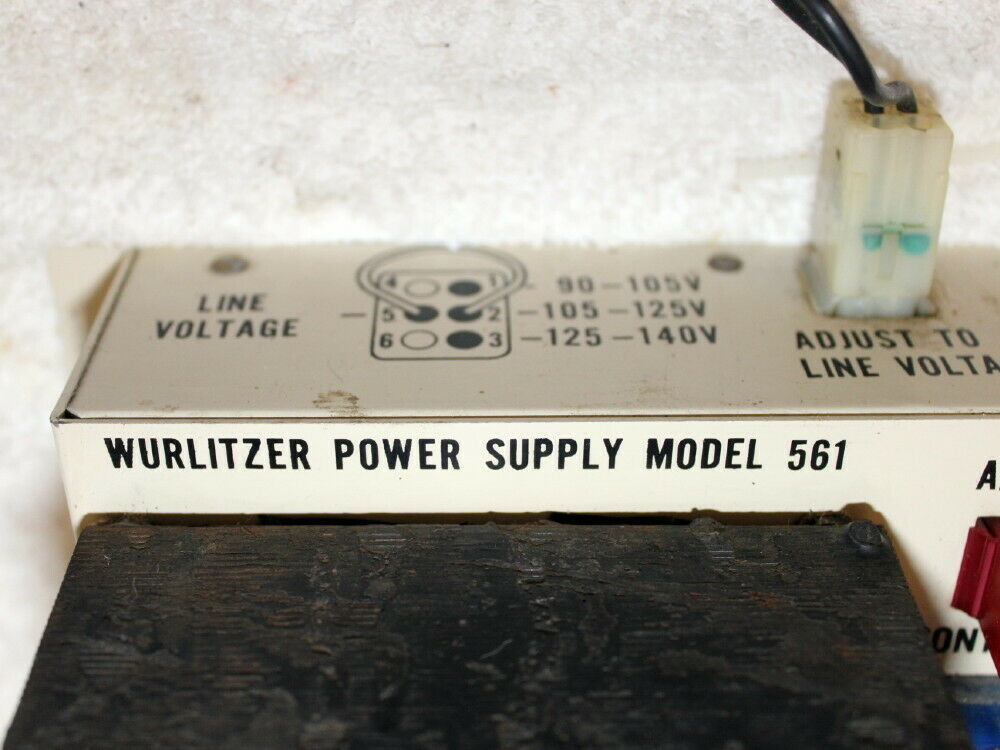 LINE
VOLTAGE
4 1
5 2
6 3
90-105V
-105-125V
-125-140V
ADJUST TO
LINE VOLTA
WURLITZER POWER SUPPLY MODEL 561
A
ONT